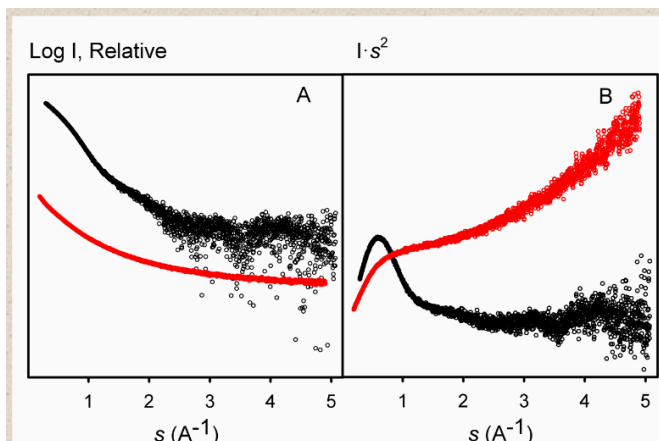 Log I, Relative
I·s²
A
B
1 2 3 4 5
1 2 3 4 5
s (A⁻¹)
s (A⁻¹)